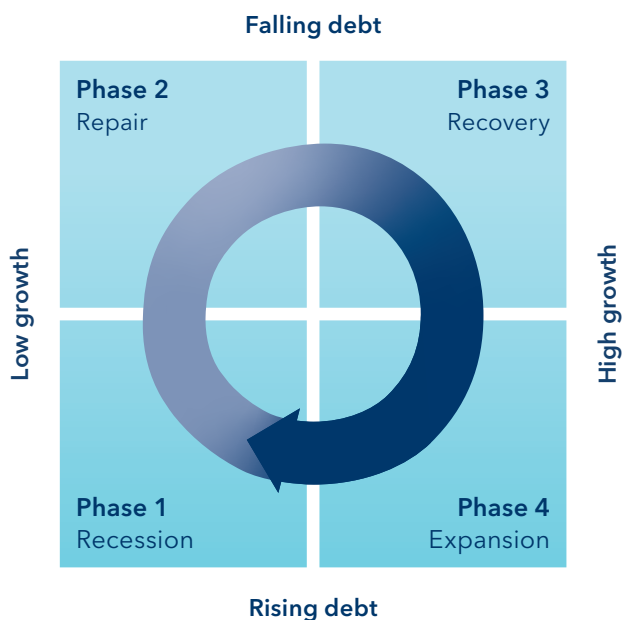 Falling debt
Phase 2
Repair
Phase 3
Recovery
Low growth
High growth
Phase 1
Recession
Phase 4
Expansion
Rising debt